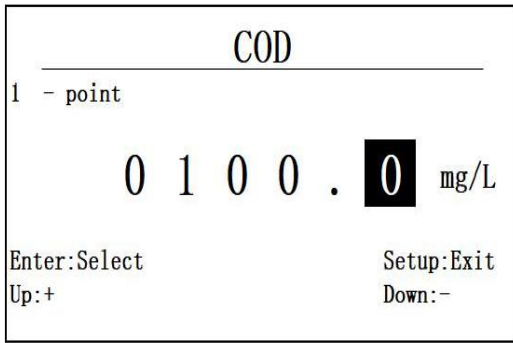 COD
1 - point
0 1 0 0 . 0 mg/L
Enter:Select Setup:Exit
Up:+ Down:-